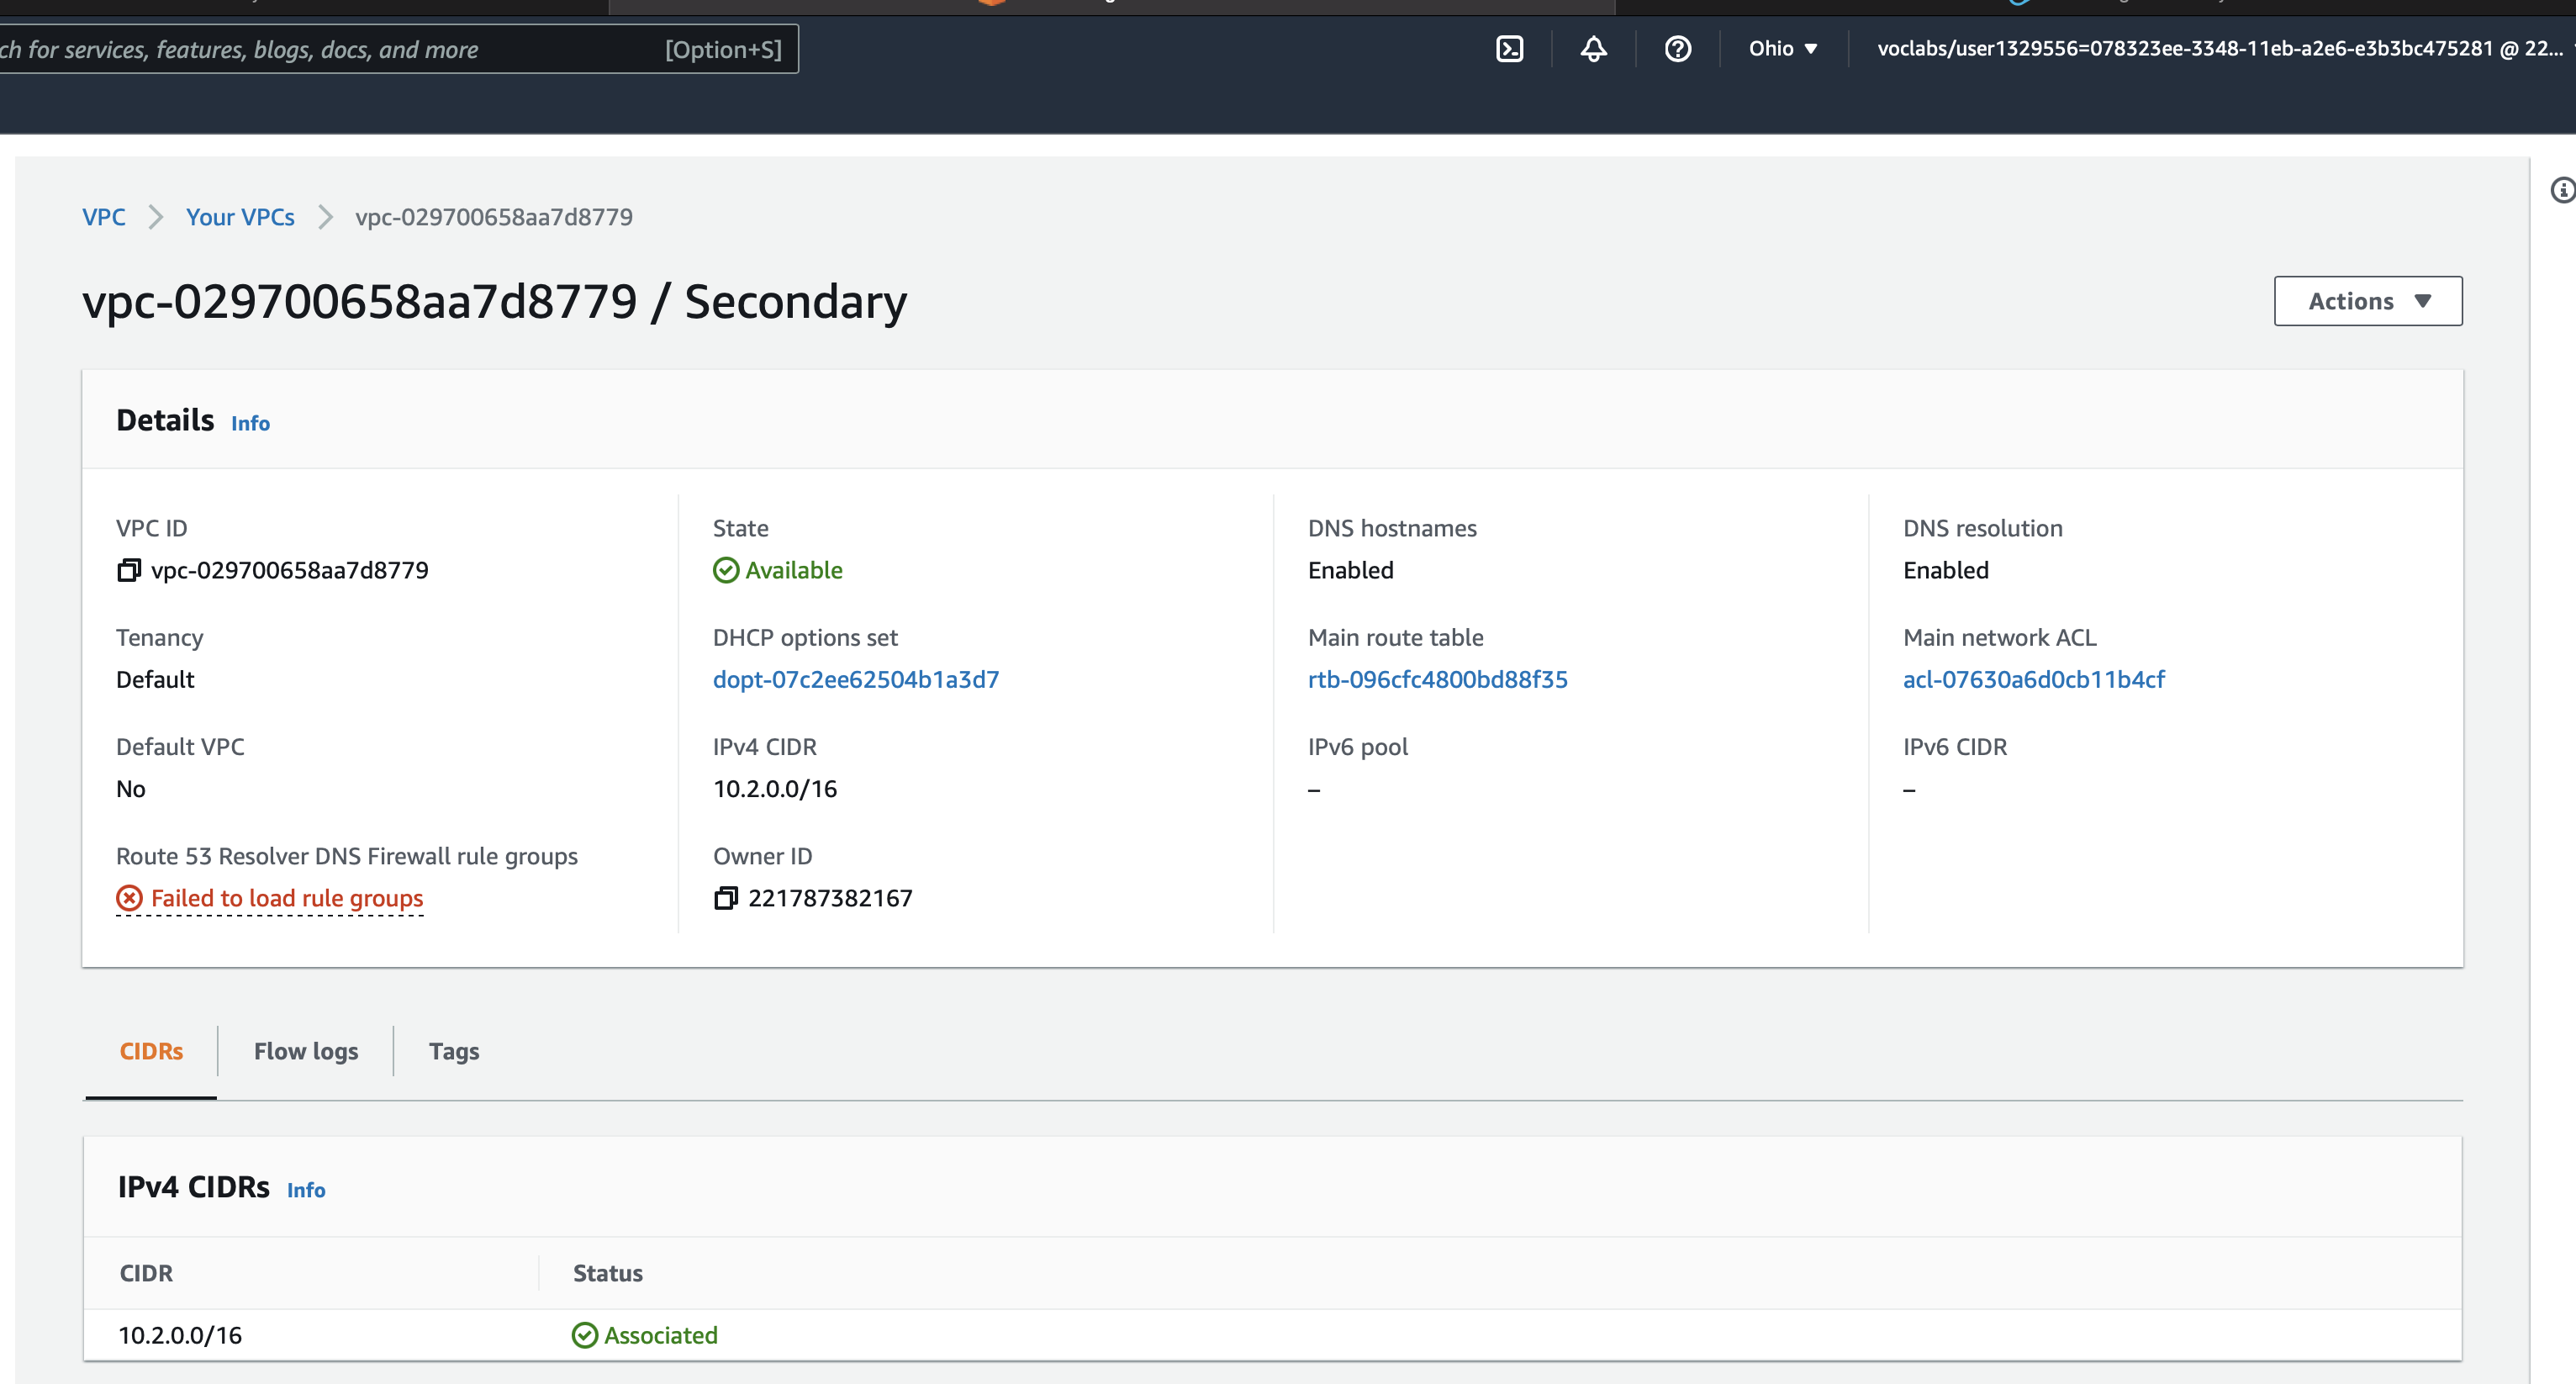 ch for services, features, blogs, docs, and more [Option+S]
Ohio
voclabs/user1329556=078323ee-3348-11eb-a2e6-e3b3bc475281 @ 22...
VPC > Your VPCs > vpc-029700658aa7d8779
vpc-029700658aa7d8779 / Secondary
Actions
Details Info
VPC ID
vpc-029700658aa7d8779
State
Available
DNS hostnames
Enabled
DNS resolution
Enabled
Tenancy
Default
DHCP options set
dopt-07c2ee62504b1a3d7
Main route table
rtb-096cfc4800bd88f35
Main network ACL
acl-07630a6d0cb11b4cf
Default VPC
No
IPv4 CIDR
10.2.0.0/16
IPv6 pool
–
IPv6 CIDR
–
Route 53 Resolver DNS Firewall rule groups
Failed to load rule groups
Owner ID
221787382167
CIDRs
Flow logs
Tags
IPv4 CIDRs Info
CIDR Status
10.2.0.0/16 Associated